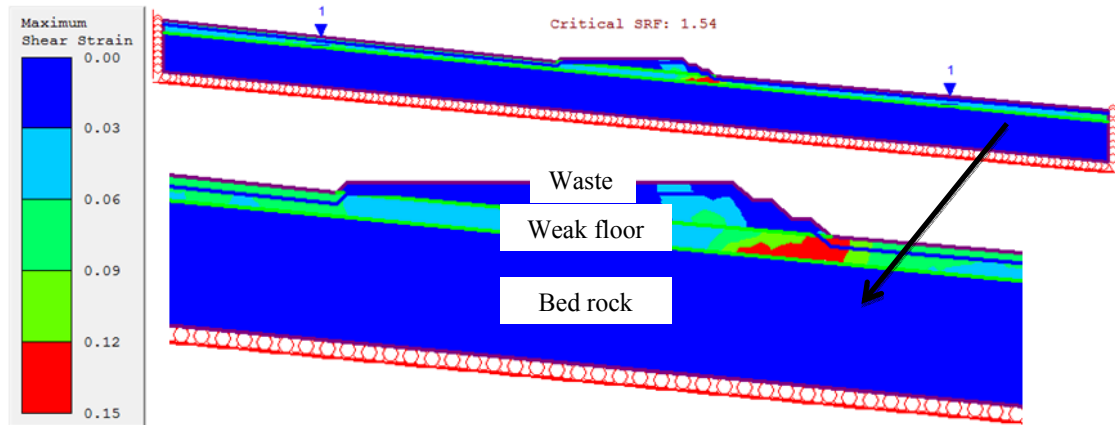 Maximum
Shear Strain
0.00
0.03
0.06
0.09
0.12
0.15
Critical SRF: 1.54
1
1
Waste
Weak floor
Bed rock